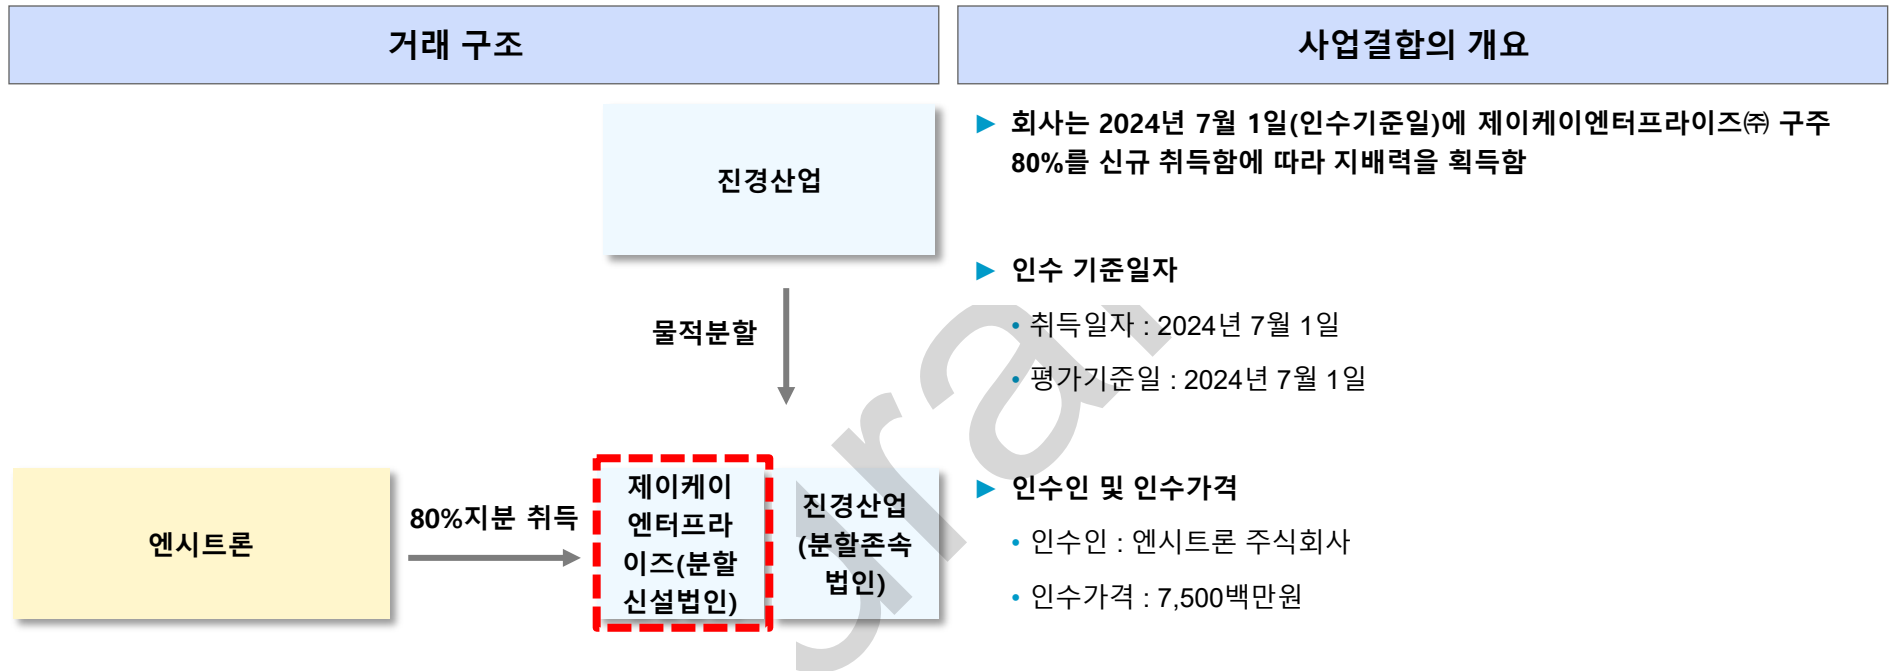 거래 구조
사업결합의 개요
진경산업
물적분할
엔시트론
80%지분 취득
제이케이
엔터프라
이즈(분할
신설법인)
진경산업
(분할존속
법인)
► 회사는 2024년 7월 1일(인수기준일)에 제이케이엔터프라이즈㈜ 구주
80%를 신규 취득함에 따라 지배력을 획득함
► 인수 기준일자
• 취득일자 : 2024년 7월 1일
• 평가기준일 : 2024년 7월 1일
► 인수인 및 인수가격
• 인수인 : 엔시트론 주식회사
• 인수가격 : 7,500백만원